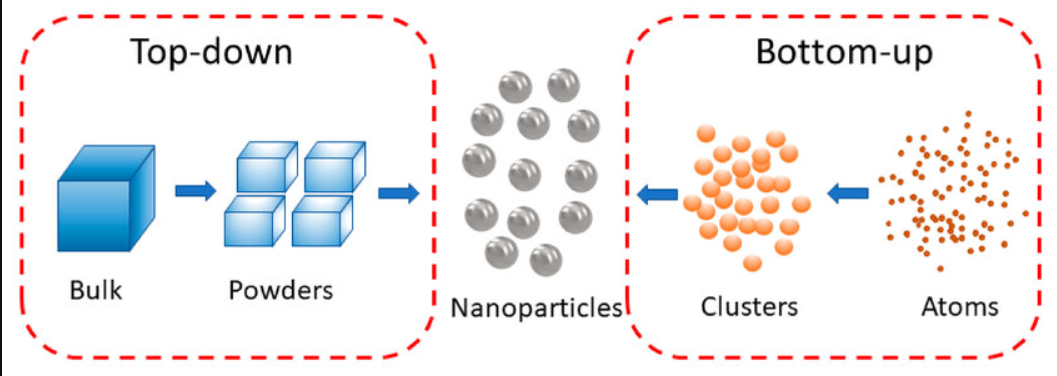 Top-down
Bottom-up
Bulk
Powders
Nanoparticles
Clusters
Atoms